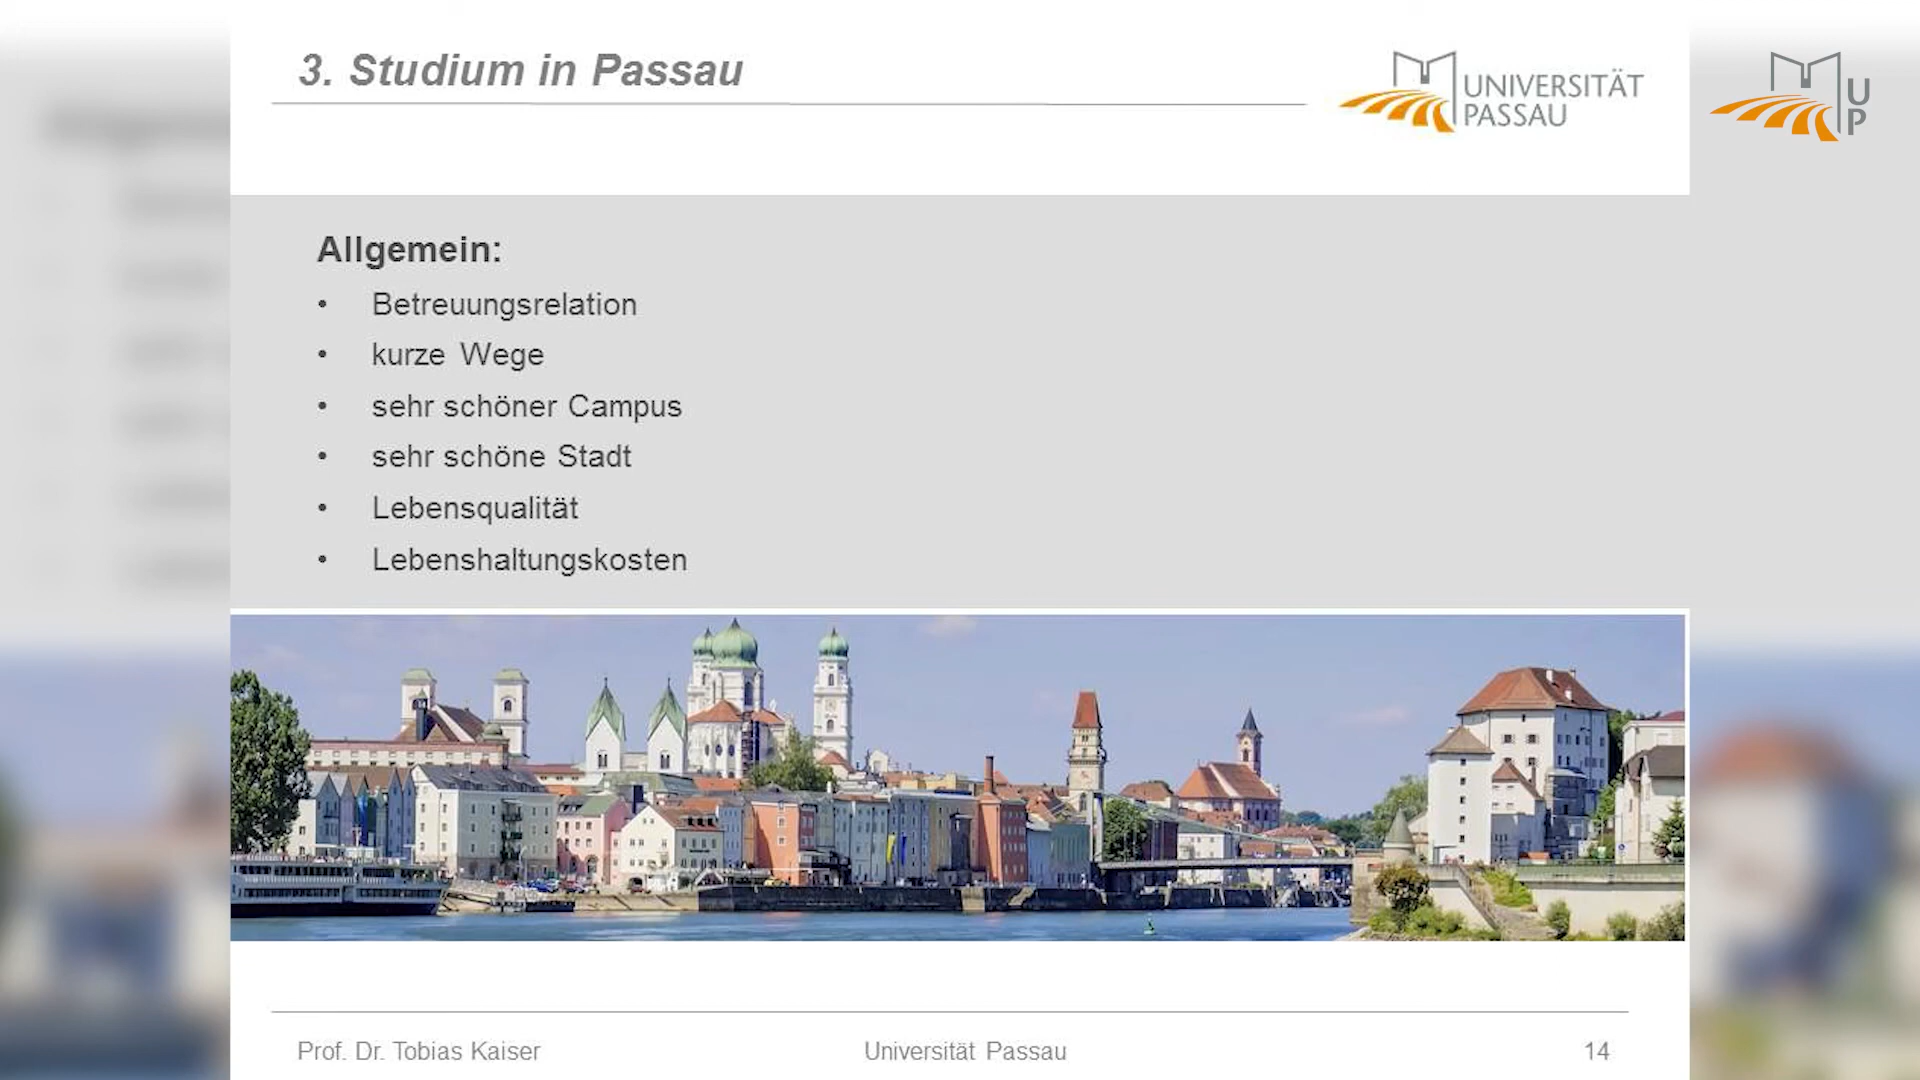 3. Studium in Passau
UNIVERSITÄT
PASSAU
U
P
Allgemein:
• Betreuungsrelation
• kurze Wege
• sehr schöner Campus
• sehr schöne Stadt
• Lebensqualität
• Lebenshaltungskosten
Prof. Dr. Tobias Kaiser
Universität Passau
14